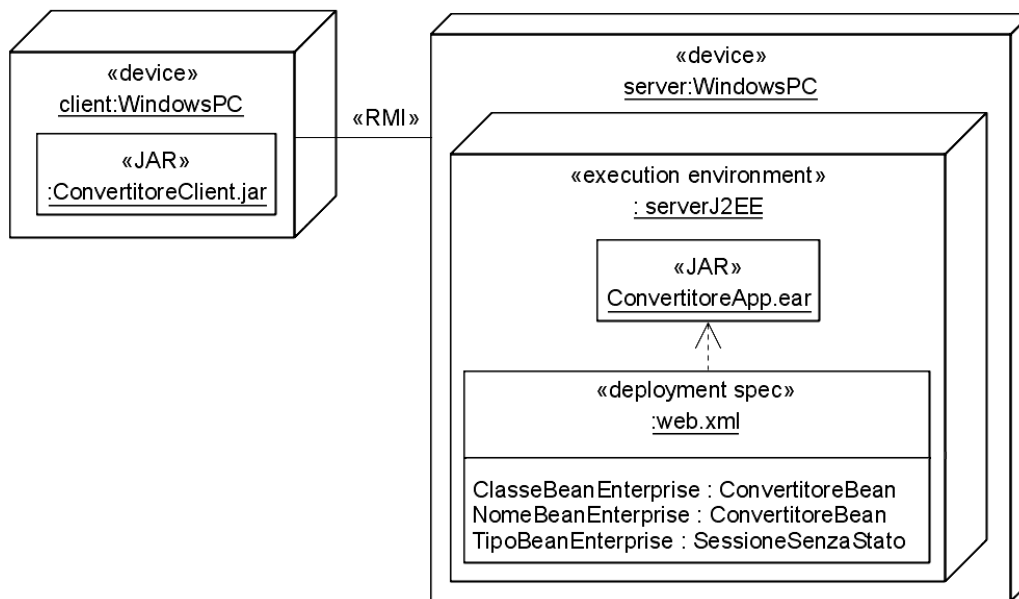 «device»
client:WindowsPC
«JAR»
:ConvertitoreClient.jar
«RMI»
«device»
server:WindowsPC
«execution environment»
: serverJ2EE
«JAR»
ConvertitoreApp.ear
«deployment spec»
:web.xml
ClasseBeanEnterprise : ConvertitoreBean
NomeBeanEnterprise : ConvertitoreBean
TipoBeanEnterprise : SessioneSenzaStato